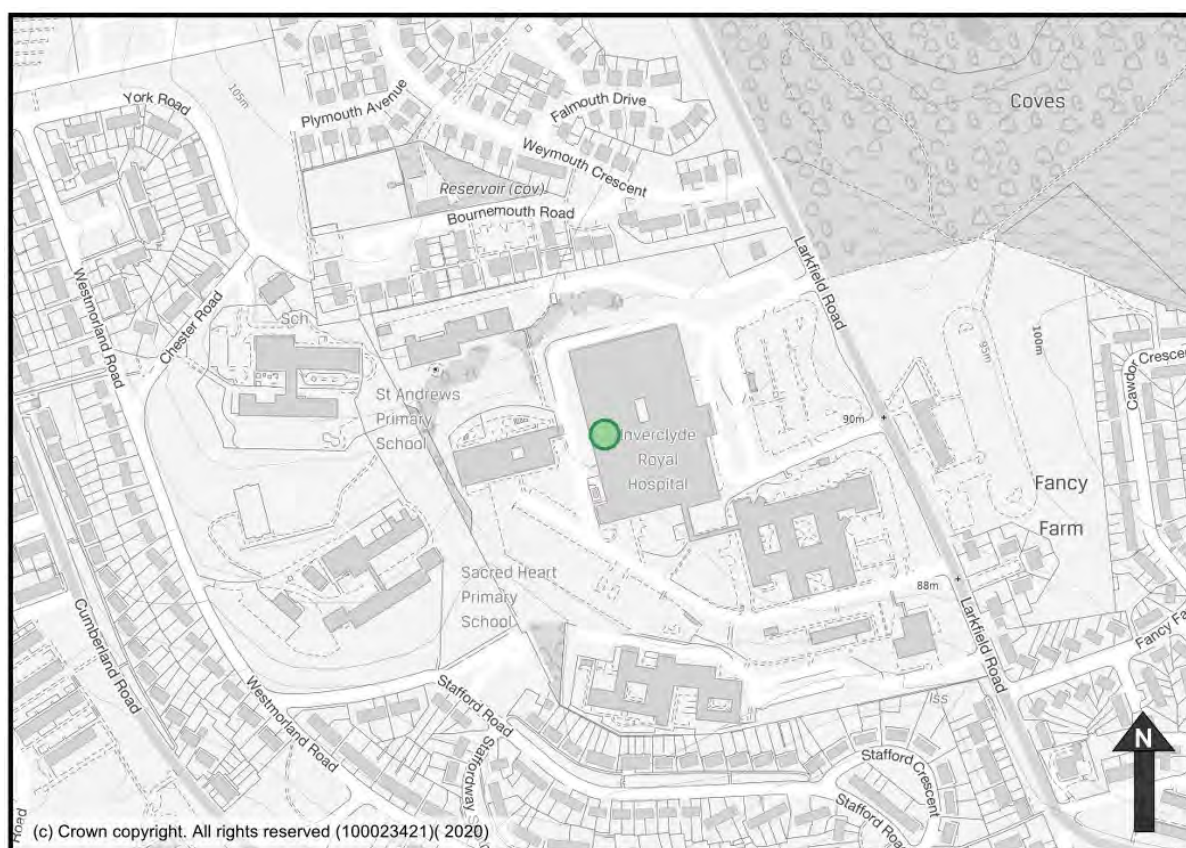 105m
York Road
Plymouth Avenue
Falmouth Drive
Coves
Weymouth Crescent
Reservoir (cov)
Bournemouth Road
Westmorland Road
Chester Road
Larkfield Road
Sch
100m
95m
Cawdor Crescent
St Andrews
Primary
School
90m
Inverclyde
Royal
Hospital
Fancy
Farm
Sacred Heart
Primary
School
88m
Cumberland Road
Larkfield Road
Fancy Fa
Westmorland Road
Stafford Road
Iss
Staffordway S
Stafford Crescent
Stafford Road
N
Road
(c) Crown copyright. All rights reserved (100023421)( 2020)